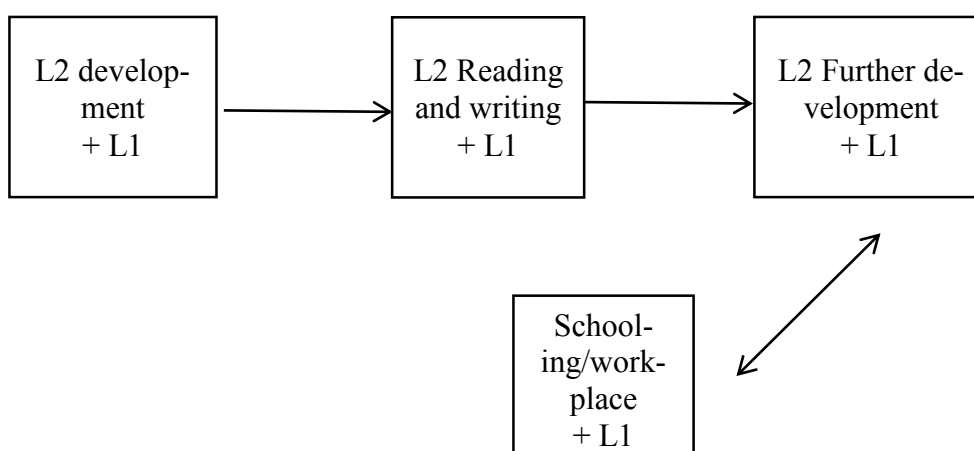 L2 develop-
ment
+ L1
L2 Reading
and writing
+ L1
L2 Further de-
velopment
+ L1
School-
ing/work-
place
+ L1